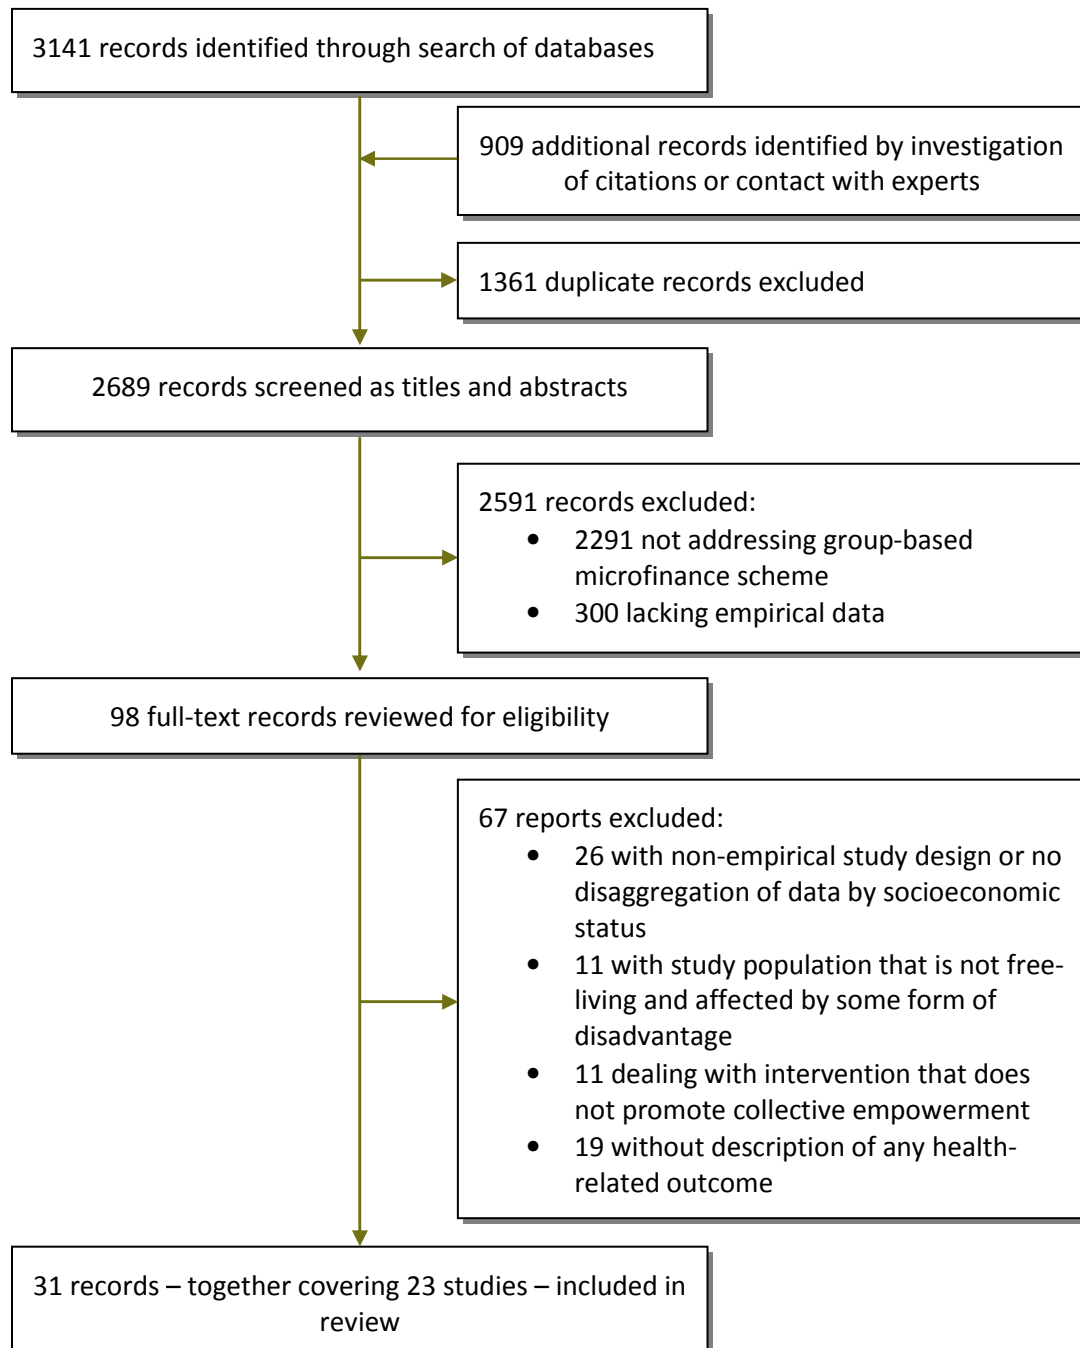 3141 records identified through search of databases
909 additional records identified by investigation
of citations or contact with experts
1361 duplicate records excluded
2689 records screened as titles and abstracts
2591 records excluded:
• 2291 not addressing group-based
microfinance scheme
• 300 lacking empirical data
98 full-text records reviewed for eligibility
67 reports excluded:
• 26 with non-empirical study design or no
disaggregation of data by socioeconomic
status
• 11 with study population that is not free-
living and affected by some form of
disadvantage
• 11 dealing with intervention that does
not promote collective empowerment
• 19 without description of any health-
related outcome
31 records – together covering 23 studies – included in
review